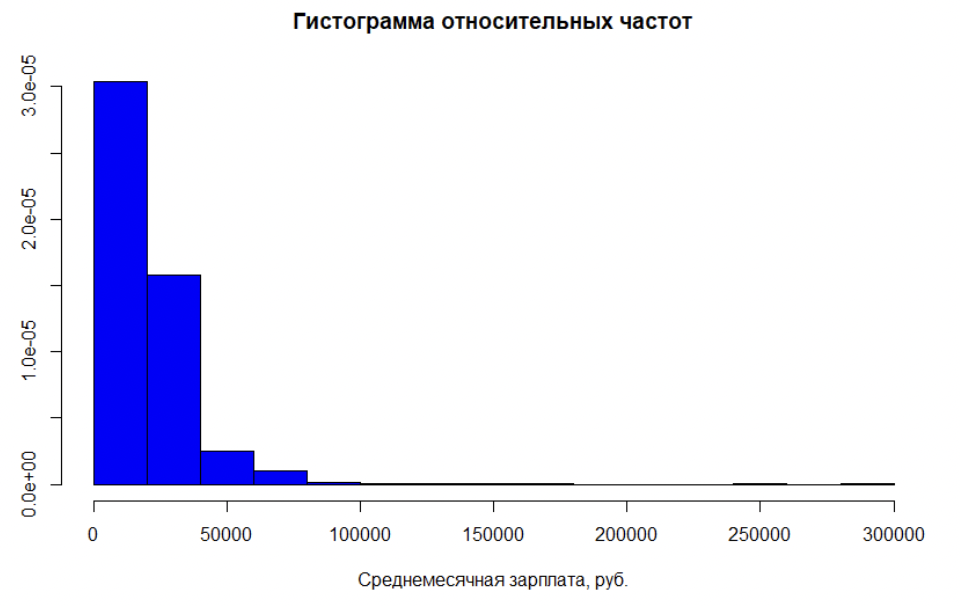 Гистограмма относительных частот
3.0e-05
2.0e-05
1.0e-05
0.0e+00
0 50000 100000 150000 200000 250000 300000
Среднемесячная зарплата, руб.